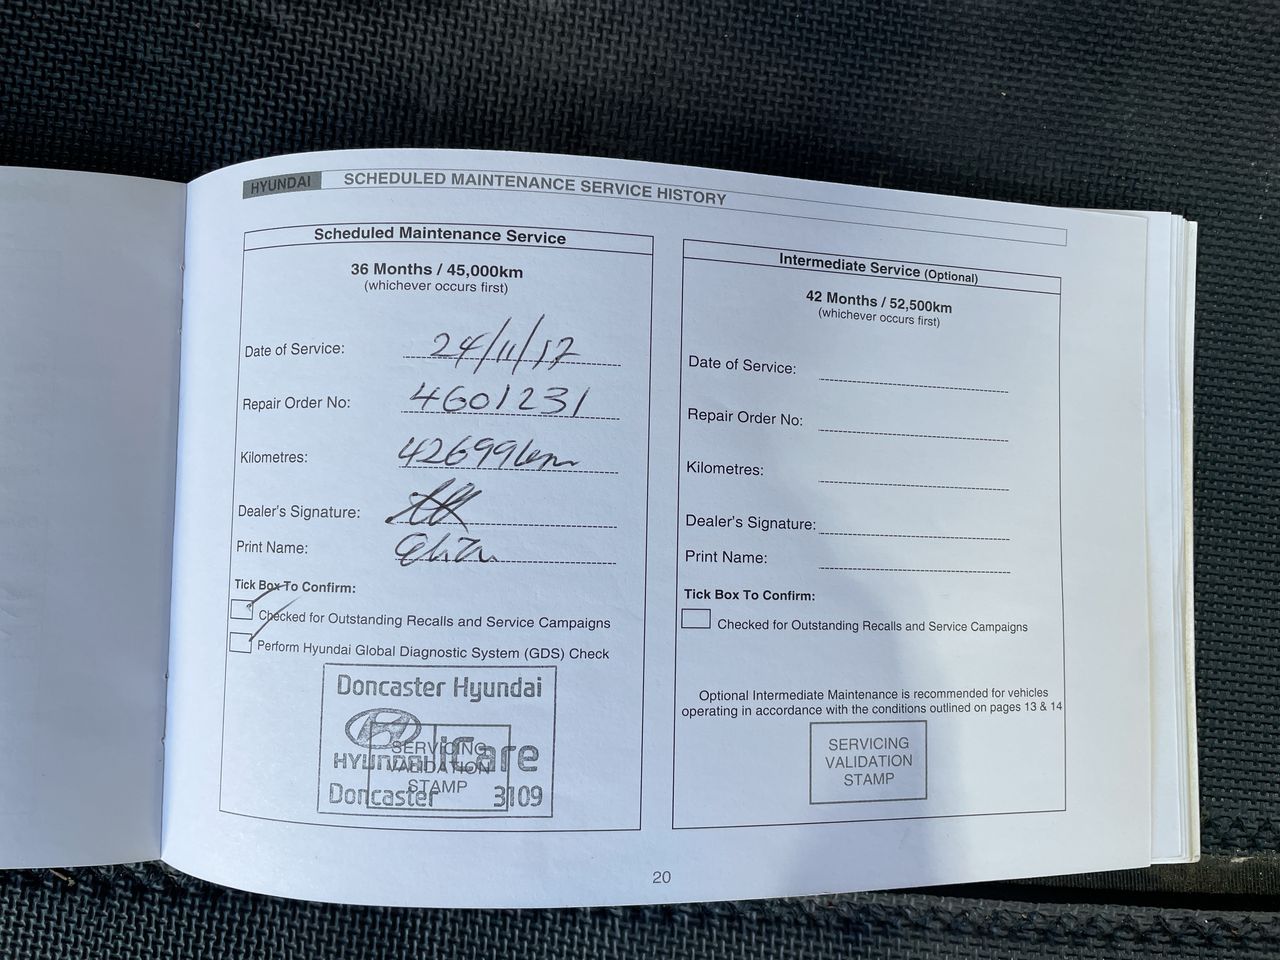 HYUNDAI
SCHEDULED MAINTENANCE SERVICE HISTORY
Scheduled Maintenance Service
36 Months / 45,000km
(whichever occurs first)
Date of Service: 24/11/17
Repair Order No: 4601231
Kilometres: 42699km
Dealer's Signature:
Print Name:
Tick Box To Confirm:
Checked for Outstanding Recalls and Service Campaigns
Perform Hyundai Global Diagnostic System (GDS) Check
Doncaster Hyundai
HYUNDAI iCare
Doncaster 3109
SERVICING
VALIDATION
STAMP
Intermediate Service (Optional)
42 Months / 52,500km
(whichever occurs first)
Date of Service:
Repair Order No:
Kilometres:
Dealer's Signature:
Print Name:
Tick Box To Confirm:
Checked for Outstanding Recalls and Service Campaigns
Optional Intermediate Maintenance is recommended for vehicles
operating in accordance with the conditions outlined on pages 13 & 14
SERVICING
VALIDATION
STAMP
20